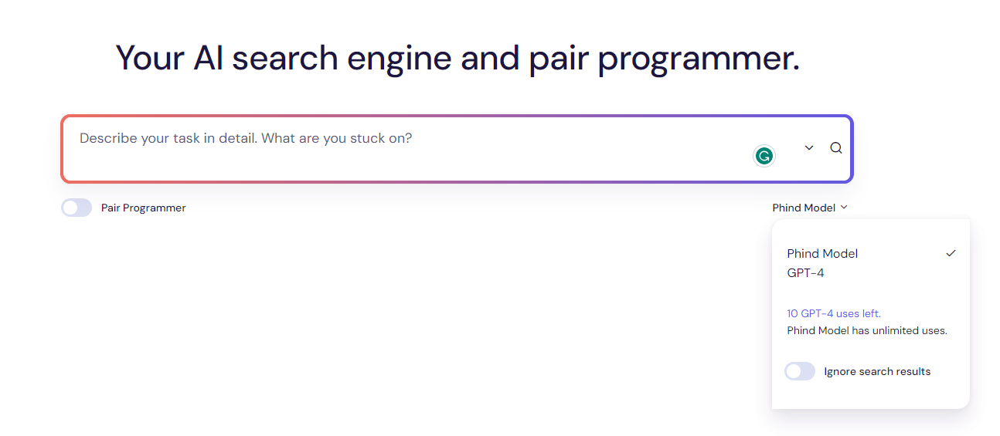 Your AI search engine and pair programmer.
Describe your task in detail. What are you stuck on?
Pair Programmer
Phind Model
Phind Model
GPT-4
10 GPT-4 uses left.
Phind Model has unlimited uses.
Ignore search results